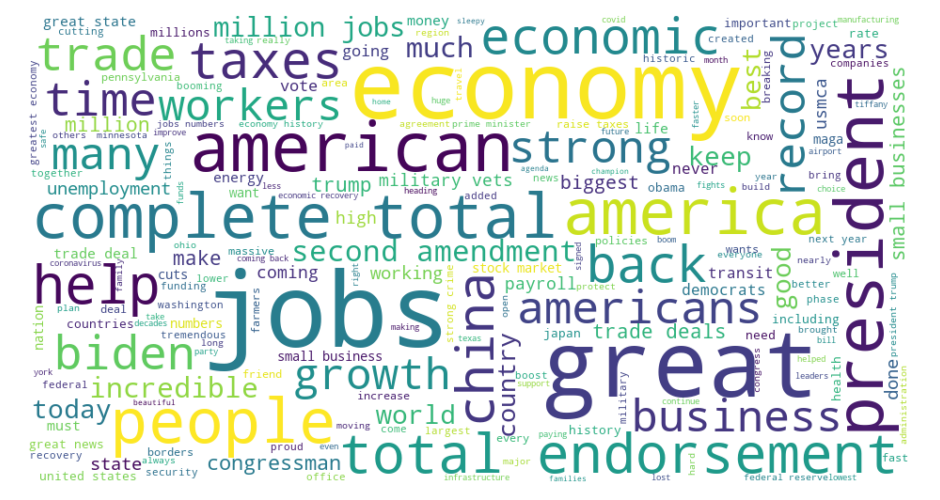 great state
cutting
millions
million jobs
money
region
sleepy
covid
important
project
manufacturing
trade
taxes
taking
really
going
much
economic
created
rate
historic
month
best
breaking
record
years
companies
greatest economy
pennsylvania
booming
vote
area
economy
travel
time
workers
home
huge
faster
soon
usmca
tiffany
president
small businesses
million
jobs numbers
economy history
agreement
prime minister
raise taxes
future
life
know
maga
airport
safe
others
minnesota
improve
american
paid
agenda
strong
keep
never
year
bring
together
many
things
energy
less
heading
champion
news
fights
build
choice
unemployment
funds
want
economic recovery
trump
military vets
added
biggest
obama
complete total
high
america
ohio
massive
coming back
second amendment
policies
boom
everyone
wants
next year
nearly
trade deal
make
signed
back
democrats
good
well
coronavirus
family
cuts
lower
coming
right
working
stock market
transit
better
phase
president trump
help
funding
jobs
farmers
strong crime
china
open
payroll
protect
including
brought
plan
deal
take
washington
americans
congress
bill
nation
countries
decades
numbers
tremendous
making
texas
japan
trade deals
need
helped
biden
long
party
small business
growth
country
boost
support
great
leaders
done
health
administration
york
federal
incredible
friend
increase
military
continue
today
beautiful
people
moving
world
come
largest
every
paying
history
business
must
great news
recovery
borders
proud
even
total endorsement
hard
fast
state
always
congressman
major
united states
security
office
infrastructure
families
lost
federal reserve
lowest